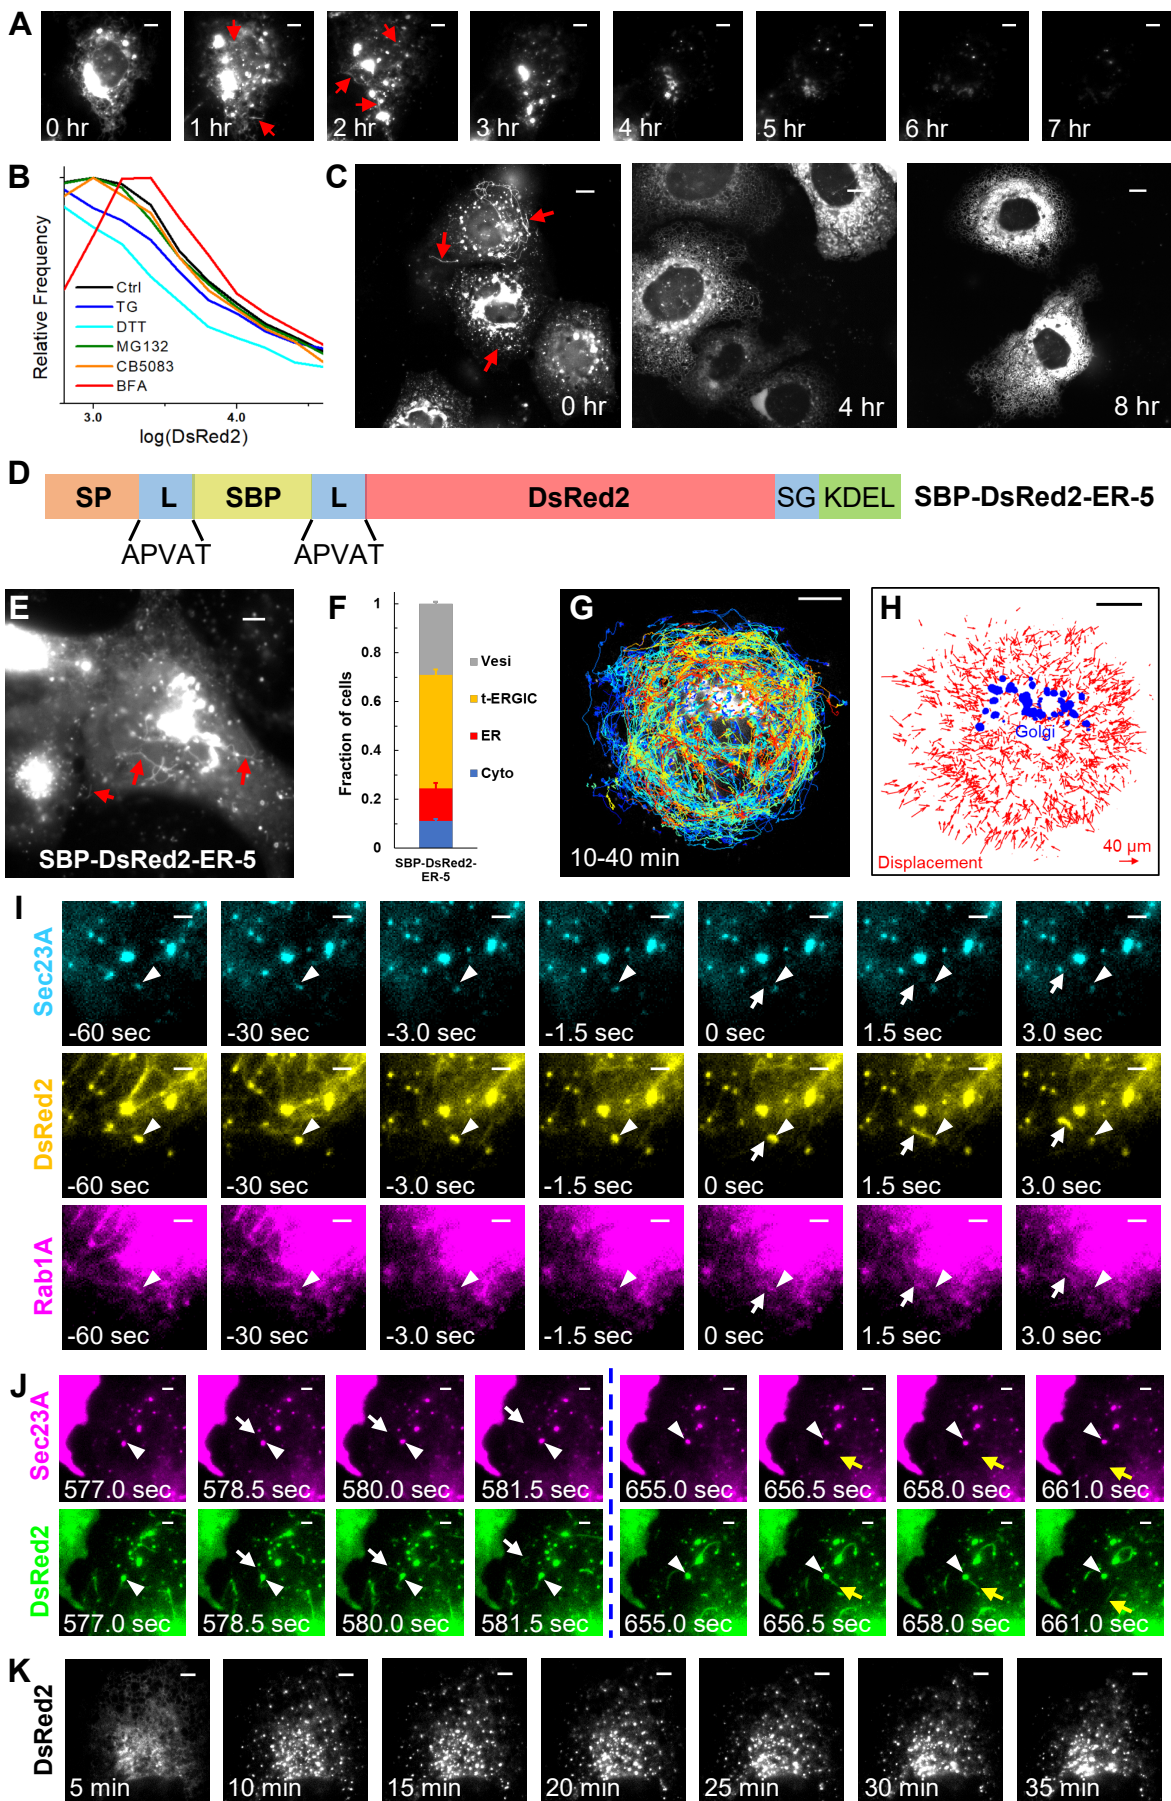 A
0 hr
1 hr
2 hr
3 hr
4 hr
5 hr
6 hr
7 hr
B
Relative Frequency
Ctrl
TG
DTT
MG132
CB5083
BFA
3.0
4.0
log(DsRed2)
C
0 hr
4 hr
8 hr
D
SP
L
SBP
L
DsRed2
SG
KDEL
SBP-DsRed2-ER-5
APVAT
APVAT
E
SBP-DsRed2-ER-5
F
Fraction of cells
1
0.8
0.6
0.4
0.2
0
Vesi
t-ERGIC
ER
Cyto
SBP-DsRed2-
ER-5
G
10-40 min
H
Golgi
Displacement
40 µm
I
Sec23A
-60 sec
-30 sec
-3.0 sec
-1.5 sec
0 sec
1.5 sec
3.0 sec
DsRed2
-60 sec
-30 sec
-3.0 sec
-1.5 sec
0 sec
1.5 sec
3.0 sec
Rab1A
-60 sec
-30 sec
-3.0 sec
-1.5 sec
0 sec
1.5 sec
3.0 sec
J
Sec23A
577.0 sec
578.5 sec
580.0 sec
581.5 sec
655.0 sec
656.5 sec
658.0 sec
661.0 sec
DsRed2
577.0 sec
578.5 sec
580.0 sec
581.5 sec
655.0 sec
656.5 sec
658.0 sec
661.0 sec
K
DsRed2
5 min
10 min
15 min
20 min
25 min
30 min
35 min